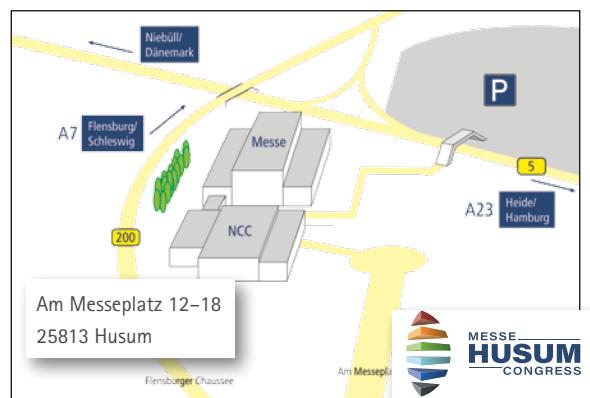 Niebüll/
Dänemark
P
A7
Flensburg/
Schleswig
Messe
5
A23
Heide/
Hamburg
200
NCC
Am Messeplatz 12–18
25813 Husum
MESSE
HUSUM
CONGRESS
Am Messepla
Flensburger Chaussee